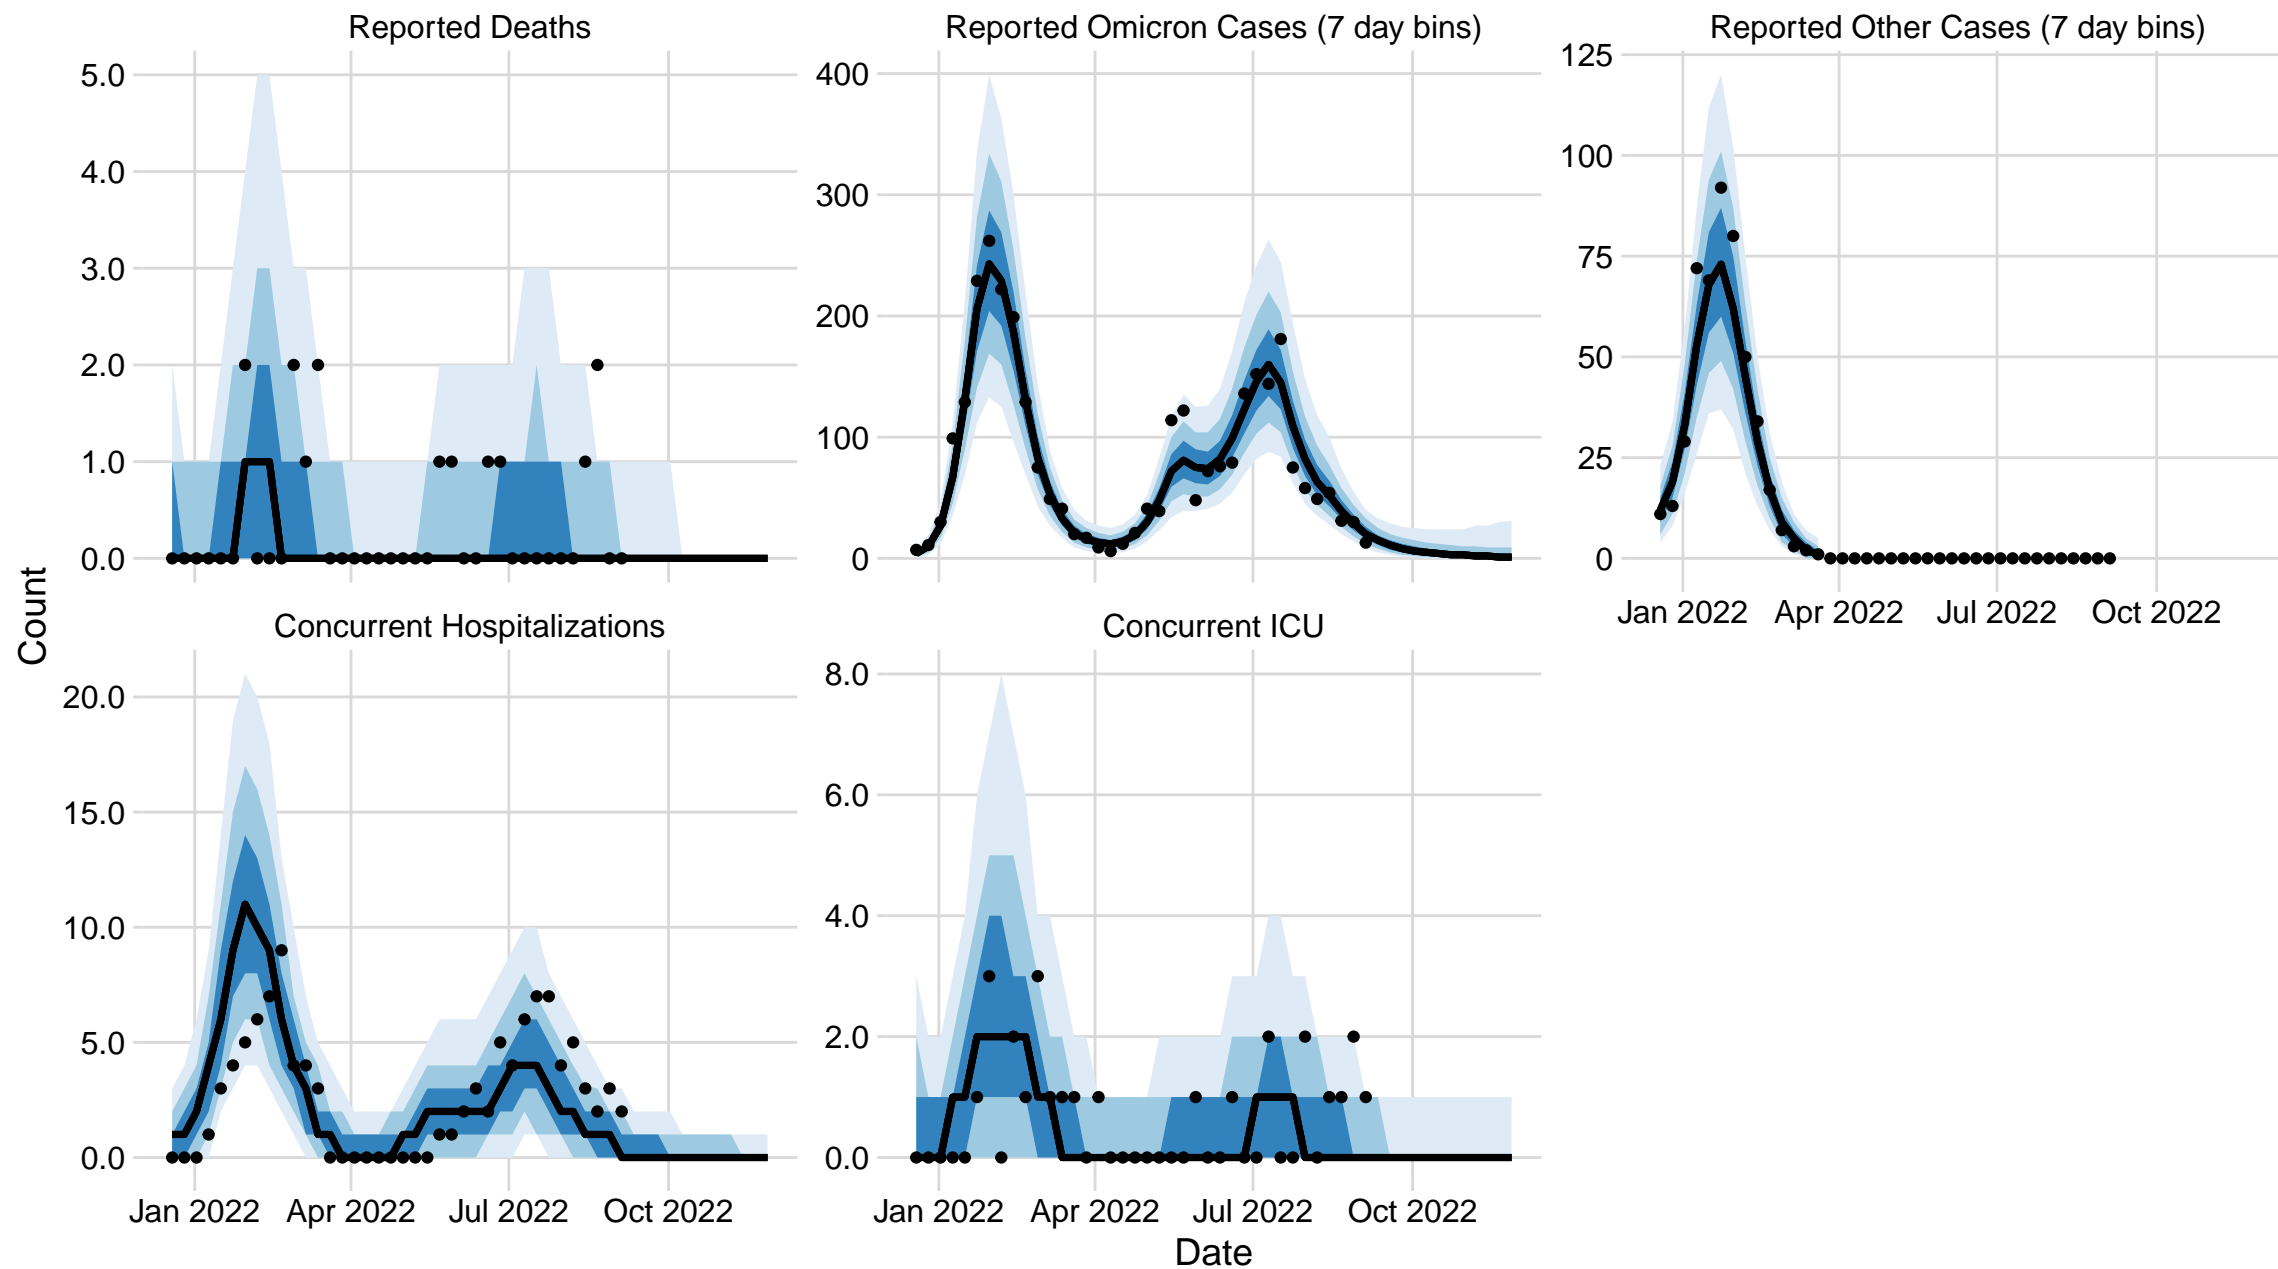 Reported Deaths
Reported Omicron Cases (7 day bins)
Reported Other Cases (7 day bins)
5.0
4.0
3.0
2.0
1.0
0.0
400
300
200
100
0
125
100
75
50
25
0
Jan 2022 Apr 2022 Jul 2022 Oct 2022
Count
Concurrent Hospitalizations
Concurrent ICU
20.0
15.0
10.0
5.0
0.0
8.0
6.0
4.0
2.0
0.0
Jan 2022 Apr 2022 Jul 2022 Oct 2022
Jan 2022 Apr 2022 Jul 2022 Oct 2022
Date